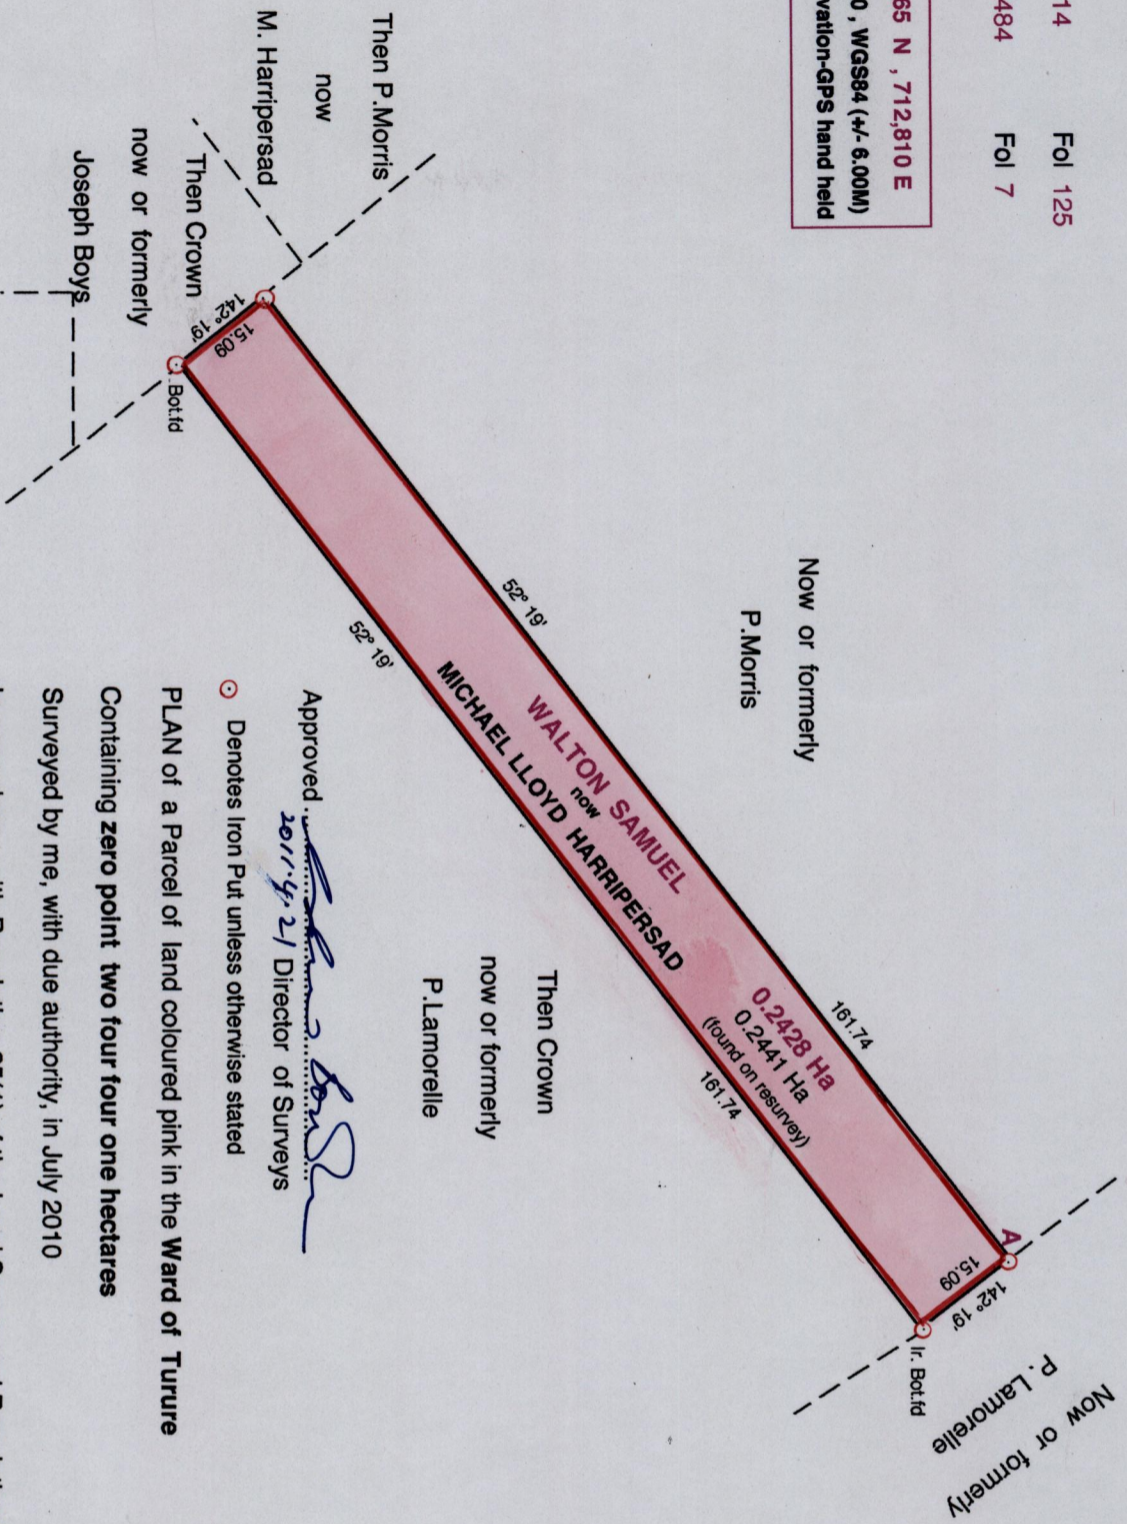 14 Fol 125
484 Fol 7
65 N , 712,810 E
0 , WGS84 (+/- 6.00M)
vation-GPS hand held
Then P.Morris
now
M. Harripersad
Then Crown
now or formerly
Joseph Boys
Now or formerly
P.Morris
142° 19'
15.09
Bot.fd
52° 19'
52° 19'
WALTON SAMUEL
now
MICHAEL LLOYD HARRIPERSAD
0.2428 Ha
0.2441 Ha
(found on resurvey)
161.74
161.74
A
15.09
142° 19'
Ir. Bot.fd
Now or formerly
P. Lamorelle
Then Crown
now or formerly
P.Lamorelle
Approved
2011.4.21 Director of Surveys
Denotes Iron Put unless otherwise stated
PLAN of a Parcel of land coloured pink in the Ward of Turure
Containing zero point two four four one hectares
Surveyed by me, with due authority, in July 2010